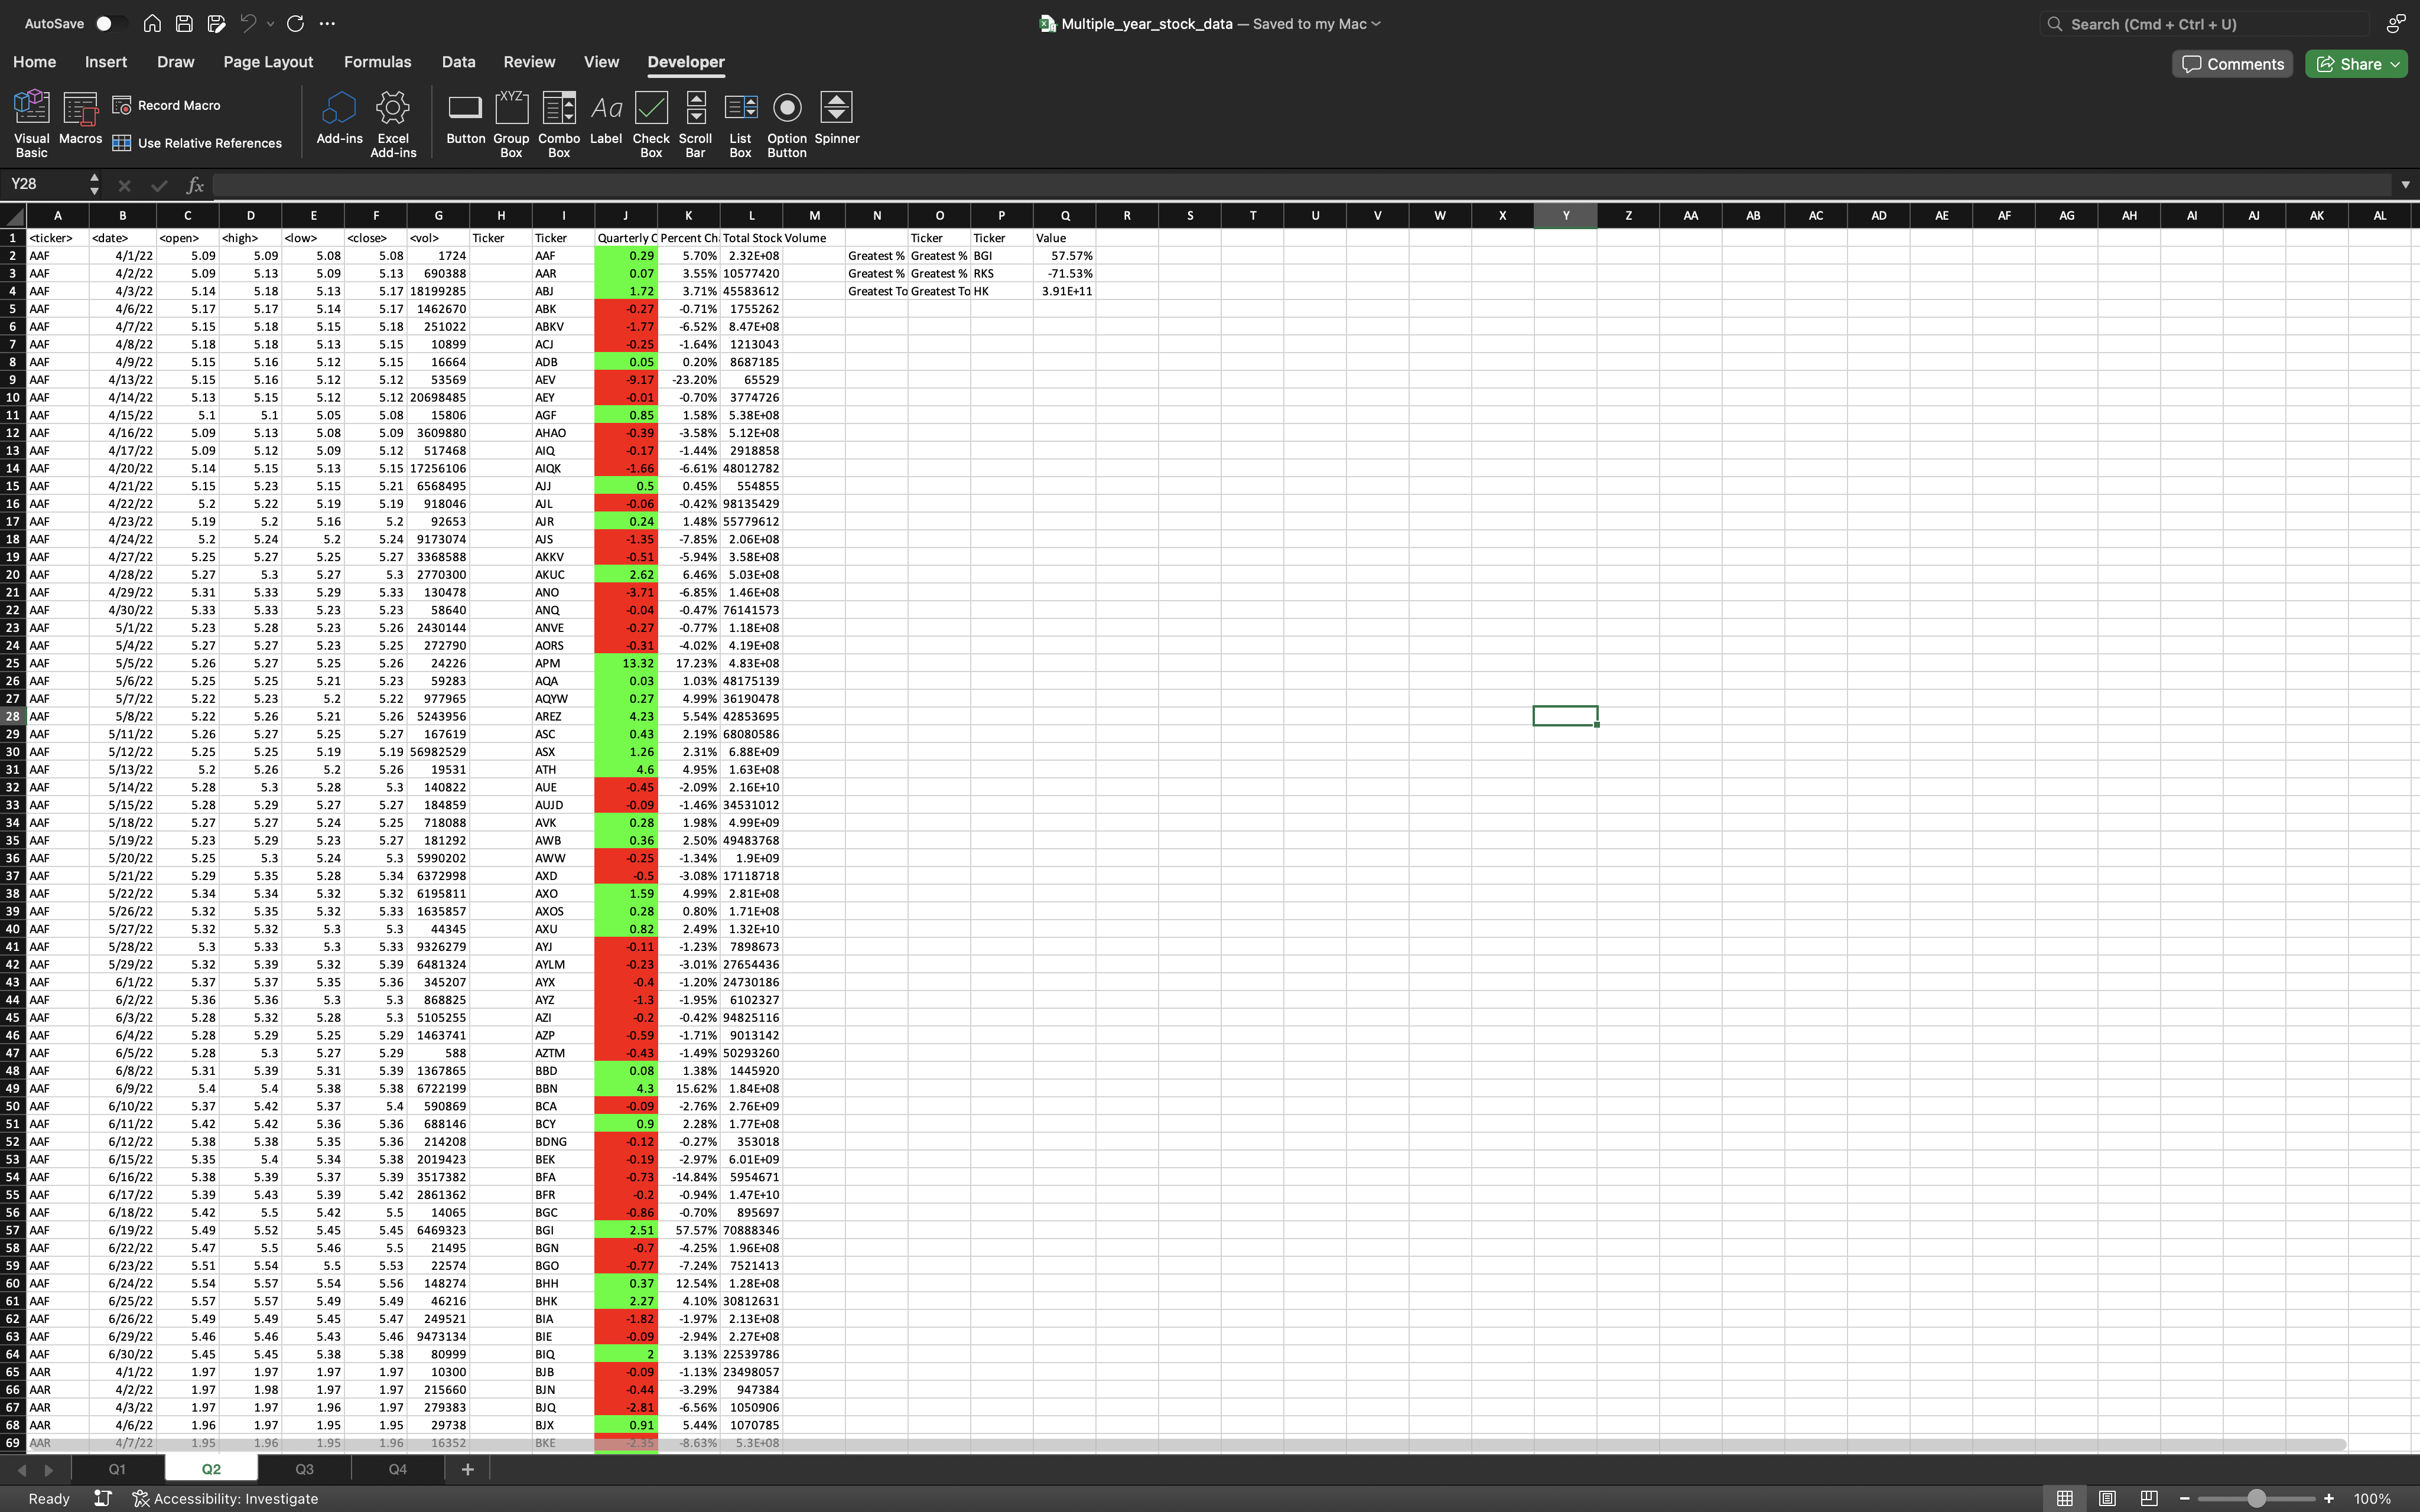 AutoSave
Multiple_year_stock_data — Saved to my Mac
Search (Cmd + Ctrl + U)
Home Insert Draw Page Layout Formulas Data Review View Developer
Comments Share
Visual Basic Macros Record Macro Use Relative References Add-ins Excel Add-ins Button Group Box Combo Box Label Check Box Scroll Bar List Box Option Button Spinner
Y28 fx
A B C D E F G H I J K L M N O P Q R S T U V W X Y Z AA AB AC AD AE AF AG AH AI AJ AK AL
1 <ticker> <date> <open> <high> <low> <close> <vol> Ticker Ticker Quarterly C Percent Ch Total Stock Volume Ticker Ticker Value
2 AAF 4/1/22 5.09 5.09 5.08 5.08 1724 AAF 0.29 5.70% 2.32E+08 Greatest % Greatest % BGI 57.57%
3 AAF 4/2/22 5.09 5.13 5.09 5.13 690388 AAR 0.07 3.55% 10577420 Greatest % Greatest % RKS -71.53%
4 AAF 4/3/22 5.14 5.18 5.13 5.17 18199285 ABJ 1.72 3.71% 45583612 Greatest To Greatest To HK 3.91E+11
5 AAF 4/6/22 5.17 5.17 5.14 5.17 1462670 ABK -0.27 -0.71% 1755262
6 AAF 4/7/22 5.15 5.18 5.15 5.18 251022 ABKV -1.77 -6.52% 8.47E+08
7 AAF 4/8/22 5.18 5.18 5.13 5.15 10899 ACJ -0.25 -1.64% 1213043
8 AAF 4/9/22 5.15 5.16 5.12 5.15 16664 ADB 0.05 0.20% 8687185
9 AAF 4/13/22 5.15 5.16 5.12 5.12 53569 AEV -9.17 -23.20% 65529
10 AAF 4/14/22 5.13 5.15 5.12 5.12 20698485 AEY -0.01 -0.70% 3774726
11 AAF 4/15/22 5.1 5.1 5.05 5.08 15806 AGF 0.85 1.58% 5.38E+08
12 AAF 4/16/22 5.09 5.13 5.08 5.09 3609880 AHAO -0.39 -3.58% 5.12E+08
13 AAF 4/17/22 5.09 5.12 5.09 5.12 517468 AIQ -0.17 -1.44% 2918858
14 AAF 4/20/22 5.14 5.15 5.13 5.15 17256106 AIQK -1.66 -6.61% 48012782
15 AAF 4/21/22 5.15 5.23 5.15 5.21 6568495 AJJ 0.5 0.45% 554855
16 AAF 4/22/22 5.2 5.22 5.19 5.19 918046 AJL -0.06 -0.42% 98135429
17 AAF 4/23/22 5.19 5.2 5.16 5.2 92653 AJR 0.24 1.48% 55779612
18 AAF 4/24/22 5.2 5.24 5.2 5.24 9173074 AJS -1.35 -7.85% 2.06E+08
19 AAF 4/27/22 5.25 5.27 5.25 5.27 3368588 AKKV -0.51 -5.94% 3.58E+08
20 AAF 4/28/22 5.27 5.3 5.27 5.3 2770300 AKUC 2.62 6.46% 5.03E+08
21 AAF 4/29/22 5.31 5.33 5.29 5.33 130478 ANO -3.71 -6.85% 1.46E+08
22 AAF 4/30/22 5.33 5.33 5.23 5.23 58640 ANQ -0.04 -0.47% 76141573
23 AAF 5/1/22 5.23 5.28 5.23 5.26 2430144 ANVE -0.27 -0.77% 1.18E+08
24 AAF 5/4/22 5.27 5.27 5.23 5.25 272790 AORS -0.31 -4.02% 4.19E+08
25 AAF 5/5/22 5.26 5.27 5.25 5.26 24226 APM 13.32 17.23% 4.83E+08
26 AAF 5/6/22 5.25 5.25 5.21 5.23 59283 AQA 0.03 1.03% 48175139
27 AAF 5/7/22 5.22 5.23 5.2 5.22 977965 AQYW 0.27 4.99% 36190478
28 AAF 5/8/22 5.22 5.26 5.21 5.26 5243956 AREZ 4.23 5.54% 42853695
29 AAF 5/11/22 5.26 5.27 5.25 5.27 167619 ASC 0.43 2.19% 68080586
30 AAF 5/12/22 5.25 5.25 5.19 5.19 56982529 ASX 1.26 2.31% 6.88E+09
31 AAF 5/13/22 5.2 5.26 5.2 5.26 19531 ATH 4.6 4.95% 1.63E+08
32 AAF 5/14/22 5.28 5.3 5.28 5.3 140822 AUE -0.45 -2.09% 2.16E+10
33 AAF 5/15/22 5.28 5.29 5.27 5.27 184859 AUJD -0.09 -1.46% 34531012
34 AAF 5/18/22 5.27 5.27 5.24 5.25 718088 AVK 0.28 1.98% 4.99E+09
35 AAF 5/19/22 5.23 5.29 5.23 5.27 181292 AWB 0.36 2.50% 49483768
36 AAF 5/20/22 5.25 5.3 5.24 5.3 5990202 AWW -0.25 -1.34% 1.9E+09
37 AAF 5/21/22 5.29 5.35 5.28 5.34 6372998 AXD -0.5 -3.08% 17118718
38 AAF 5/22/22 5.34 5.34 5.32 5.32 6195811 AXO 1.59 4.99% 2.81E+08
39 AAF 5/26/22 5.32 5.35 5.32 5.33 1635857 AXOS 0.28 0.80% 1.71E+08
40 AAF 5/27/22 5.32 5.32 5.3 5.3 44345 AXU 0.82 2.49% 1.32E+10
41 AAF 5/28/22 5.3 5.33 5.3 5.33 9326279 AYJ -0.11 -1.23% 7898673
42 AAF 5/29/22 5.32 5.39 5.32 5.39 6481324 AYLM -0.23 -3.01% 27654436
43 AAF 6/1/22 5.37 5.37 5.35 5.36 345207 AYX -0.4 -1.20% 24730186
44 AAF 6/2/22 5.36 5.36 5.3 5.3 868825 AYZ -1.3 -1.95% 6102327
45 AAF 6/3/22 5.28 5.32 5.28 5.3 5105255 AZI -0.2 -0.42% 94825116
46 AAF 6/4/22 5.28 5.29 5.25 5.29 1463741 AZP -0.59 -1.71% 9013142
47 AAF 6/5/22 5.28 5.3 5.27 5.29 588 AZTM -0.43 -1.49% 50293260
48 AAF 6/8/22 5.31 5.39 5.31 5.39 1367865 BBD 0.08 1.38% 1445920
49 AAF 6/9/22 5.4 5.4 5.38 5.38 6722199 BBN 4.3 15.62% 1.84E+08
50 AAF 6/10/22 5.37 5.42 5.37 5.4 590869 BCA -0.09 -2.76% 2.76E+09
51 AAF 6/11/22 5.42 5.42 5.36 5.36 688146 BCY 0.9 2.28% 1.77E+08
52 AAF 6/12/22 5.38 5.38 5.35 5.36 214208 BDNG -0.12 -0.27% 353018
53 AAF 6/15/22 5.35 5.4 5.34 5.38 2019423 BEK -0.19 -2.97% 6.01E+09
54 AAF 6/16/22 5.38 5.39 5.37 5.39 3517382 BFA -0.73 -14.84% 5954671
55 AAF 6/17/22 5.39 5.43 5.39 5.42 2861362 BFR -0.2 -0.94% 1.47E+10
56 AAF 6/18/22 5.42 5.5 5.42 5.5 14065 BGC -0.86 -0.70% 895697
57 AAF 6/19/22 5.49 5.52 5.45 5.45 6469323 BGI 2.51 57.57% 70888346
58 AAF 6/22/22 5.47 5.5 5.46 5.5 21495 BGN -0.7 -4.25% 1.96E+08
59 AAF 6/23/22 5.51 5.54 5.5 5.53 22574 BGO -0.77 -7.24% 7521413
60 AAF 6/24/22 5.54 5.57 5.54 5.56 148274 BHH 0.37 12.54% 1.28E+08
61 AAF 6/25/22 5.57 5.57 5.49 5.49 46216 BHK 2.27 4.10% 30812631
62 AAF 6/26/22 5.49 5.49 5.45 5.47 249521 BIA -1.82 -1.97% 2.13E+08
63 AAF 6/29/22 5.46 5.46 5.43 5.46 9473134 BIE -0.09 -2.94% 2.27E+08
64 AAF 6/30/22 5.45 5.45 5.38 5.38 80999 BIQ 2 3.13% 22539786
65 AAR 4/1/22 1.97 1.97 1.97 1.97 10300 BJB -0.09 -1.13% 23498057
66 AAR 4/2/22 1.97 1.98 1.97 1.97 215660 BJN -0.44 -3.29% 947384
67 AAR 4/3/22 1.97 1.97 1.96 1.97 279383 BJQ -2.81 -6.56% 1050906
68 AAR 4/6/22 1.96 1.97 1.95 1.95 29738 BJX 0.91 5.44% 1070785
69 AAR 4/7/22 1.95 1.96 1.95 1.96 16352 BKE -2.35 -8.63% 5.3E+08
Q1 Q2 Q3 Q4 +
Ready Accessibility: Investigate 100%